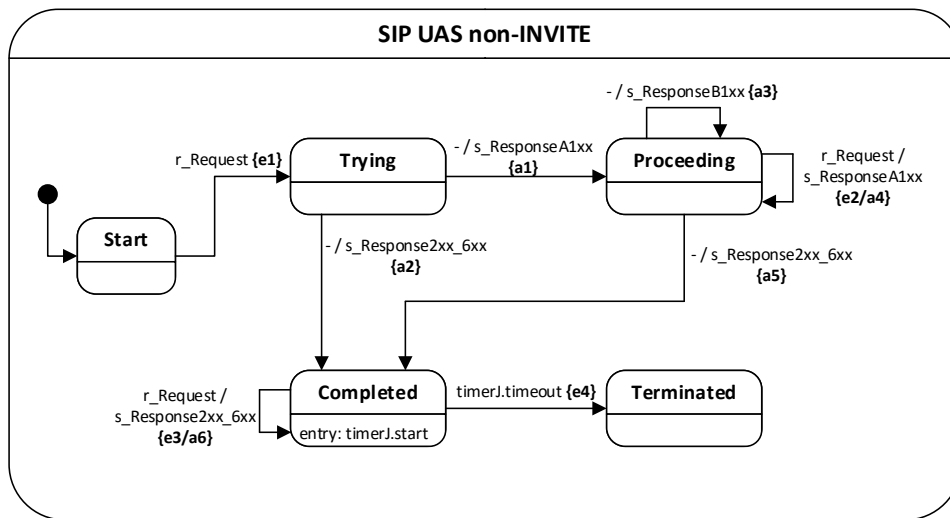 SIP UAS non-INVITE
- / s_ResponseB1xx {a3}
r_Request {e1}
Trying
- / s_ResponseA1xx
{a1}
Proceeding
r_Request /
s_ResponseA1xx
{e2/a4}
Start
- / s_Response2xx_6xx
{a2}
- / s_Response2xx_6xx
{a5}
r_Request /
s_Response2xx_6xx
{e3/a6}
Completed
entry: timerJ.start
timerJ.timeout {e4}
Terminated